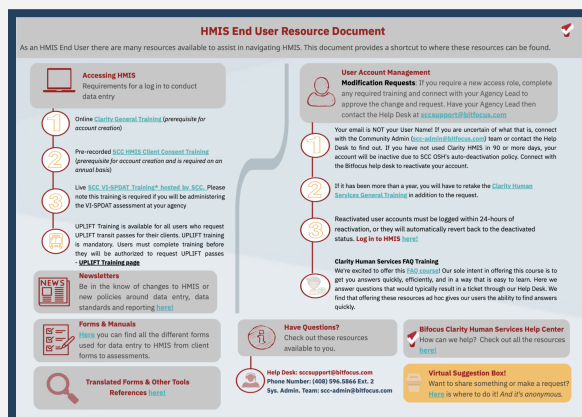 HMIS End User Resource Document
As an HMIS End User there are many resources available to assist in navigating HMIS. This document provides a shortcut to where these resources can be found.
Accessing HMIS
Requirements for a log in to conduct
data entry
1
Online Clarity General Training (prerequisite for
account creation)
2
Pre-recorded SCC HMIS Client Consent Training
(prerequisite for account creation and is required on an
annual basis)
3
Live SCC VI-SPDAT Training* hosted by SCC. Please
note this training is required if you will be administering
the VI-SPDAT assessment at your agency
UPLIFT Training is available for all users who request
UPLIFT transit passes for their clients. UPLIFT training
is mandatory. Users must complete training before
they will be authorized to request UPLIFT passes
- UPLIFT Training page
NEWS
Newsletters
Be in the know of changes to HMIS or
new policies around data entry, data
standards and reporting here!
Forms & Manuals
Here you can find all the different forms
used for data entry to HMIS from client
forms to assessments.
Translated Forms & Other Tools
References here!
User Account Management
Modification Requests: If you require a new access role, complete
any required training and connect with your Agency Lead to
approve the change and request. Have your Agency Lead then
contact the Help Desk at sccsupport@bitfocus.com
1
Your email is NOT your User Name! If you are uncertain of what that is, connect
with the Community Admin (scc-admin@bitfocus.com) team or contact the Help
Desk to find out. If you have not used Clarity HMIS in 90 or more days, your
account will be inactive due to SCC OSH's auto-deactivation policy. Connect with
the Bitfocus help desk to reactivate your account.
2
If it has been more than a year, you will have to retake the Clarity Human
Services General Training in addition to the request.
3
Reactivated user accounts must be logged within 24-hours of
reactivation, or they will automatically revert back to the deactivated
status. Log in to HMIS here!
Clarity Human Services FAQ Training
We're excited to offer this FAQ course! Our sole intent in offering this course is to
get you answers quickly, efficiently, and in a way that is easy to learn. Here we
answer questions that would typically result in a ticket through our Help Desk. We
find that offering these resources ad hoc gives our users the ability to find answers
quickly.
Have Questions?
Check out these resources
available to you.
Help Desk: sccsupport@bitfocus.com
Phone Number: (408) 596.5866 Ext. 2
Sys. Admin. Team: scc-admin@bitfocus.com
Bifocus Clarity Human Services Help Center
How can we help? Check out all the resources
here!
Virtual Suggestion Box!
Want to share something or make a request?
Here is where to do it! And it's anonymous.